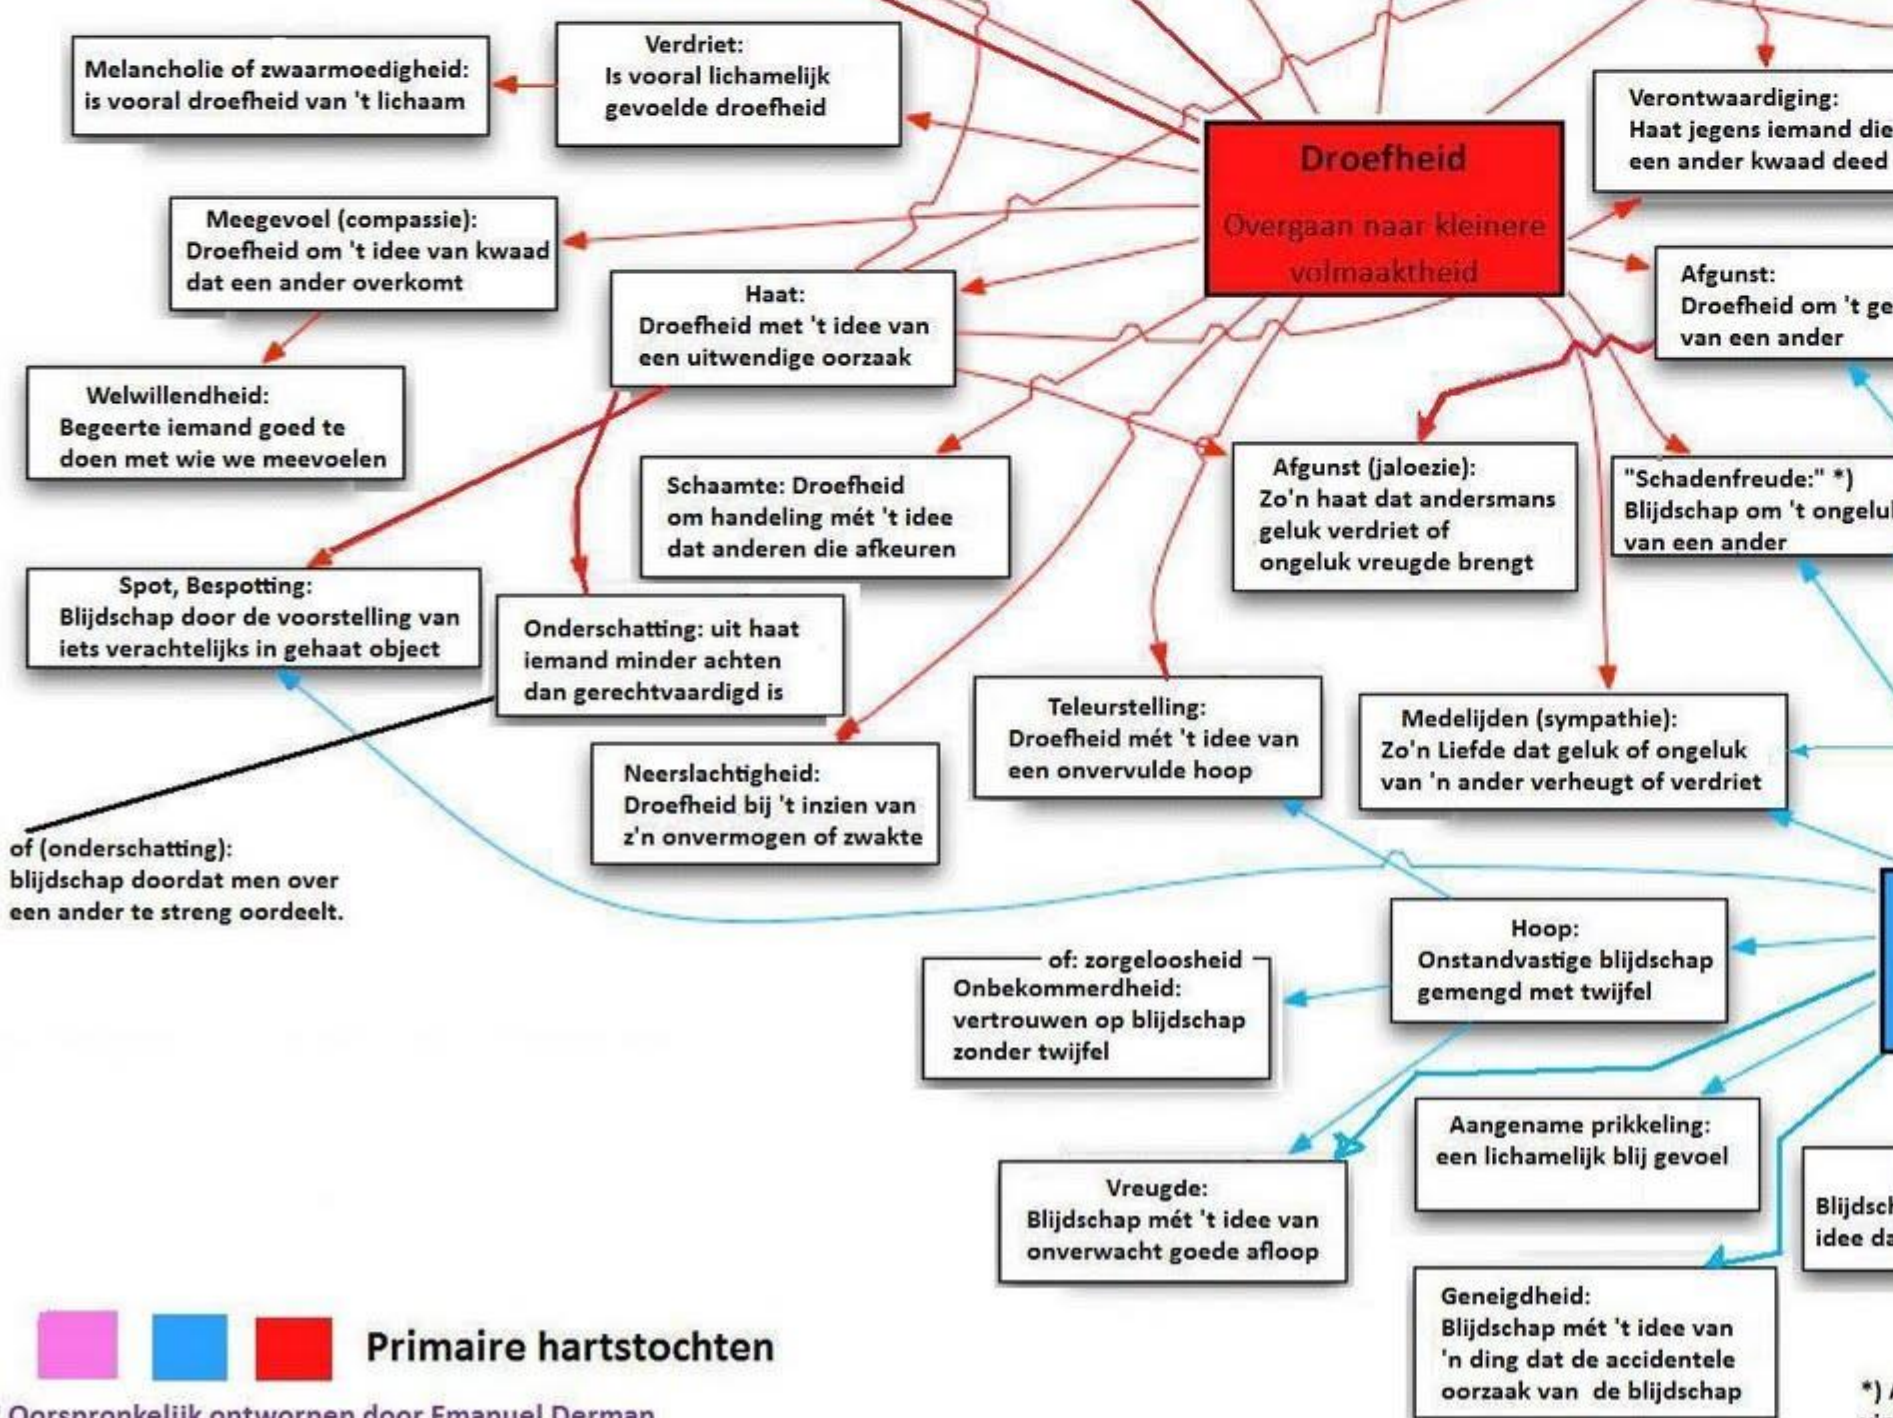 Melancholie of zwaarmoedigheid:
is vooral droefheid van 't lichaam
Verdriet:
Is vooral lichamelijk
gevoelde droefheid
Droefheid
Overgaan naar kleinere
volmaaktheid
Verontwaardiging:
Haat jegens iemand die
een ander kwaad deed
Meegevoel (compassie):
Droefheid om 't idee van kwaad
dat een ander overkomt
Haat:
Droefheid met 't idee van
een uitwendige oorzaak
Afgunst:
Droefheid om 't
van een ander
Welwillendheid:
Begeerte iemand goed te
doen met wie we meevoelen
Schaamte: Droefheid
om handeling mét 't idee
dat anderen die afkeuren
Afgunst (jaloezie):
Zo'n haat dat andersmans
geluk verdriet of
ongeluk vreugde brengt
"Schadenfreude:" *)
Blijdschap om 't
van een ander
Spot, Bespotting:
Blijdschap door de voorstelling van
iets verachtelijks in gehaat object
Onderschatting: uit haat
iemand minder achten
dan gerechtvaardigd is
Teleurstelling:
Droefheid mét 't idee van
een onvervulde hoop
Medelijden (sympathie):
Zo'n Liefde dat geluk of ongeluk
van 'n ander verheugt of verdriet
Neerslachtigheid:
Droefheid bij 't inzien van
z'n onvermogen of zwakte
of (onderschatting):
blijdschap doordat men over
een ander te streng oordeelt.
Hoop:
Onstandvastige blijdschap
gemengd met twijfel
of: zorgeloosheid
Onbekommerdheid:
vertrouwen op blijdschap
zonder twijfel
Aangename prikkeling:
een lichamelijk blij gevoel
Vreugde:
Blijdschap mét 't idee van
onverwacht goede afloop
idee
Geneigdheid:
Blijdschap mét 't idee van
'n ding dat de accidentele
oorzaak van de blijdschap
*)
Primaire hartstochten
Oorspronkelijk ontworpen door Emanuel Derman